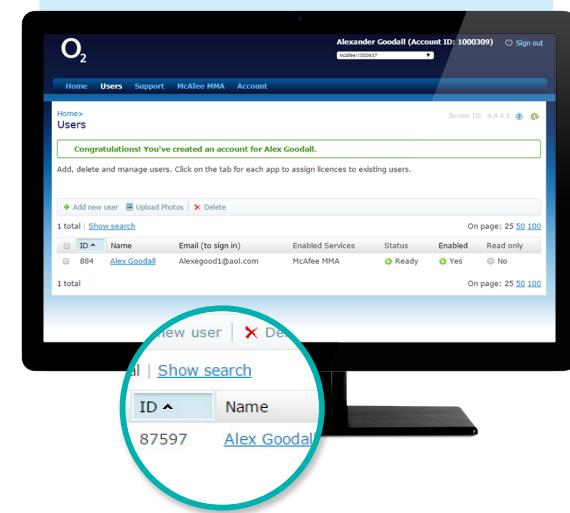 O2
Alexander Goodall (Account ID: 1000309) Sign out
McAfee:1000637
Home Users Support McAfee MMA Account
Home> Screen ID: 4.4.4.5
Users
Congratulations! You've created an account for Alex Goodall.
Add, delete and manage users. Click on the tab for each app to assign licences to existing users.
Add new user Upload Photos | Delete
1 total | Show search On page: 25 50 100
ID Name Email (to sign in) Enabled Services Status Enabled Read only
884 Alex Goodall Alexegood1@aol.com McAfee MMA Ready Yes No
1 total On page: 25 50 100
new user | De
al | Show search
ID Name
87597 Alex Goodall